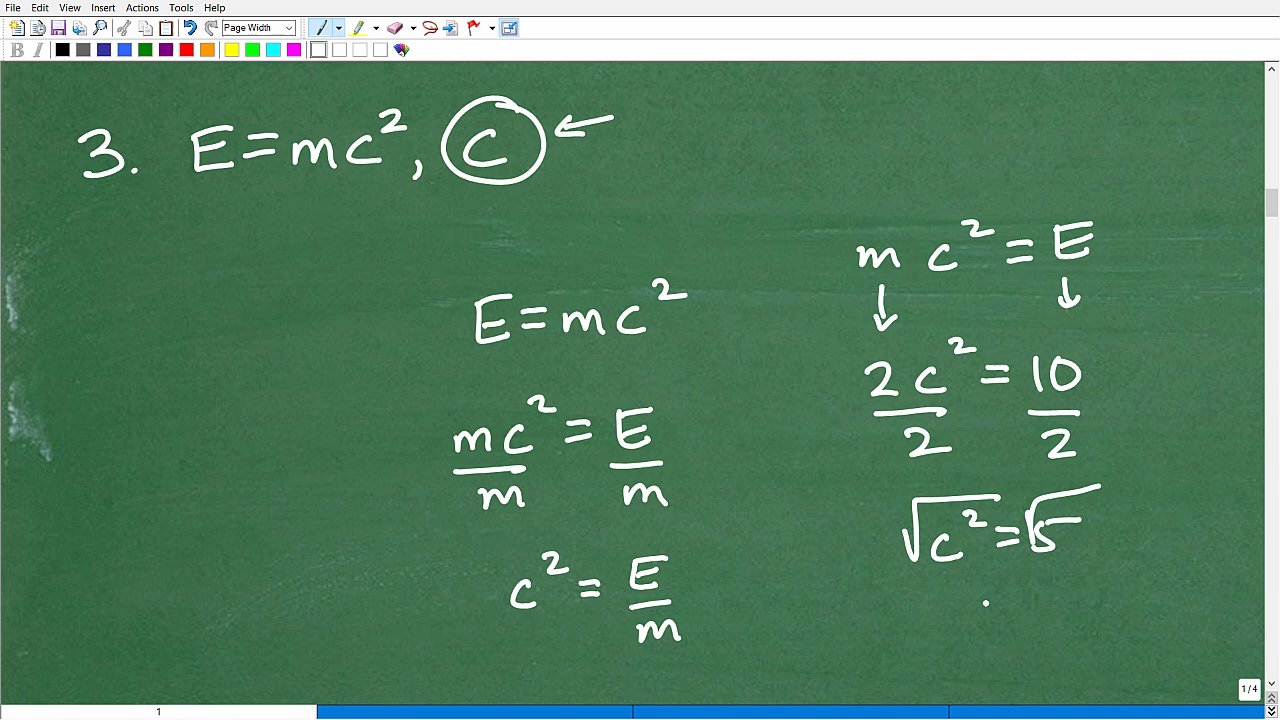 File Edit View Insert Actions Tools Help
Page Width
B I
3. E = mc², c
E = mc²
mc²/m = E/m
c² = E/m
m c² = E
2c²/2 = 10/2
√c² = √5
1/4
1